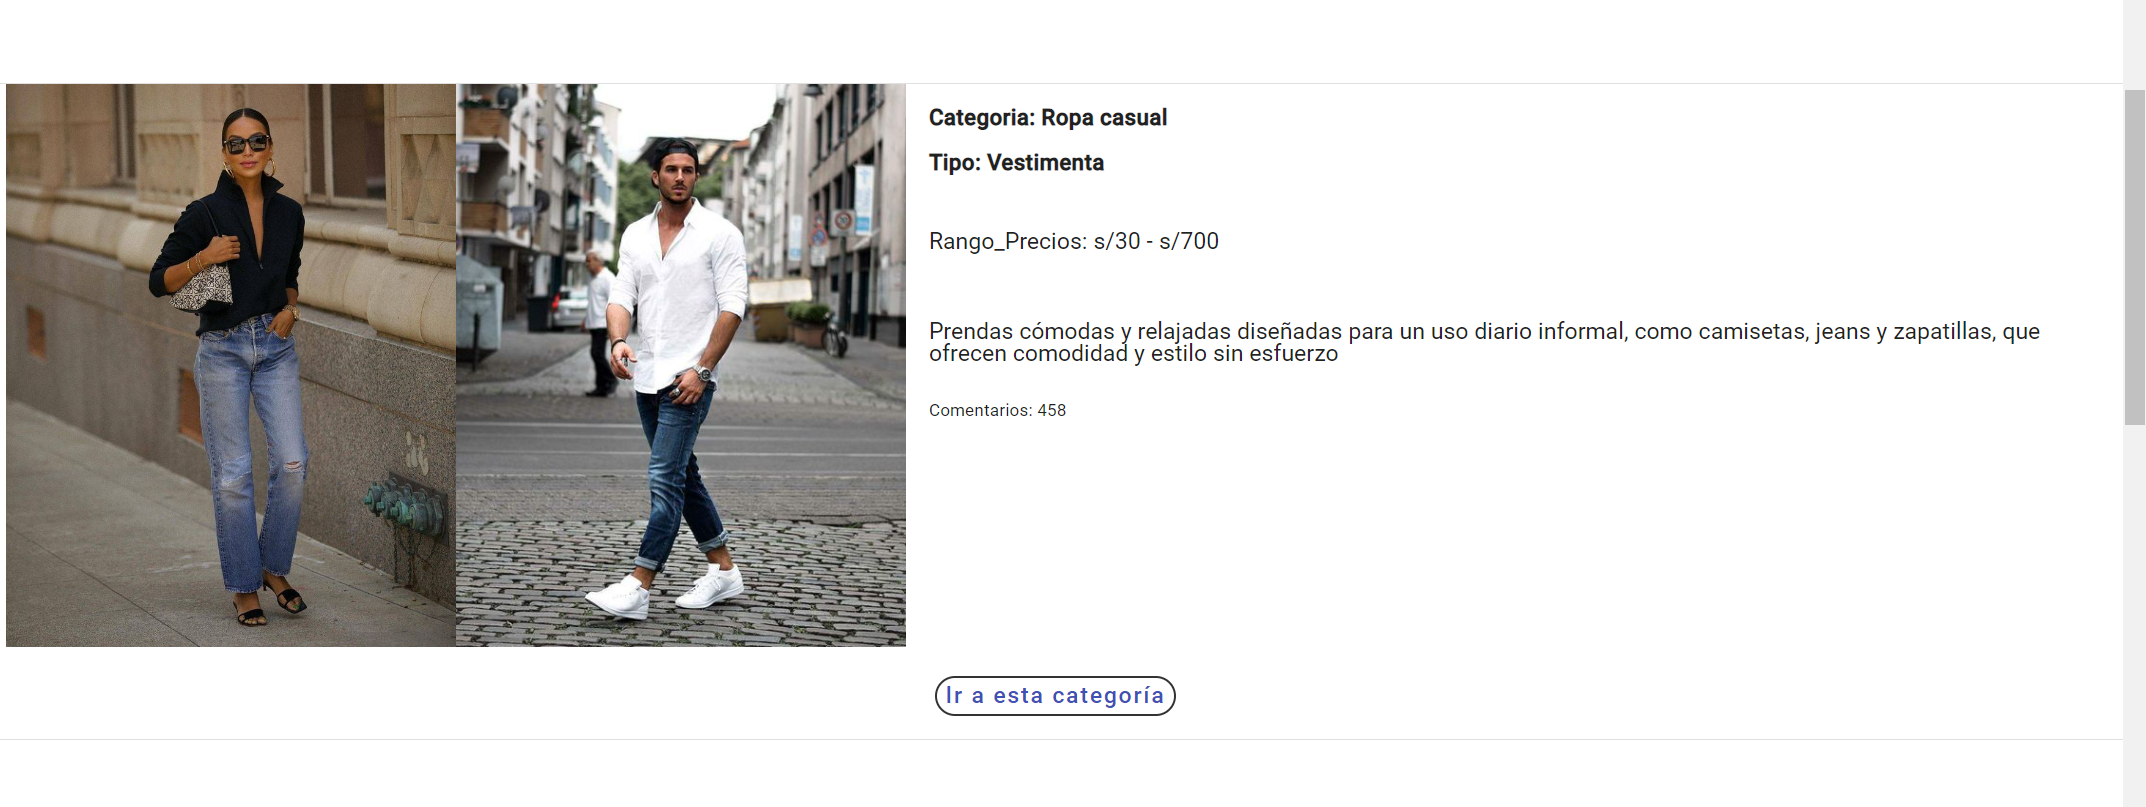 Categoria: Ropa casual
Tipo: Vestimenta
Rango_Precios: s/30 - s/700
Prendas cómodas y relajadas diseñadas para un uso diario informal, como camisetas, jeans y zapatillas, que
ofrecen comodidad y estilo sin esfuerzo
Comentarios: 458
Ir a esta categoría